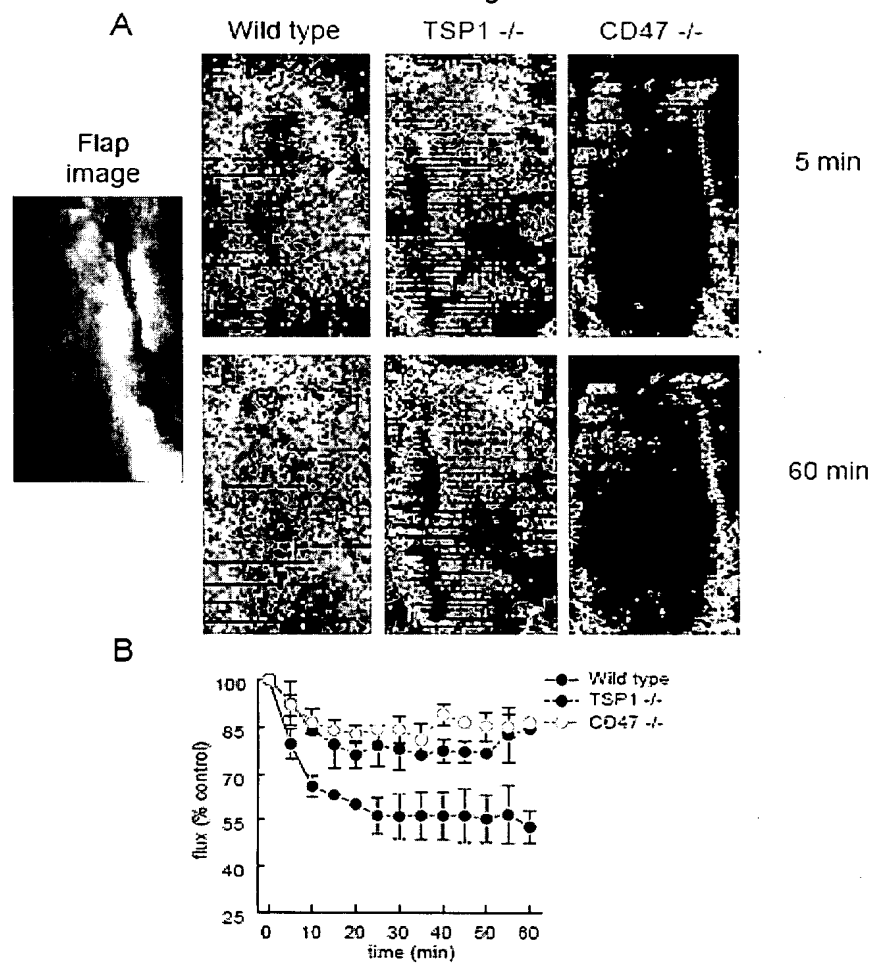 A
Wild type TSP1 -/- CD47 -/-
Flap
image
5 min
60 min
B
Wild type
TSP1 -/-
CD47 -/-
flux (% control)
100
85
70
55
40
25
0 10 20 30 40 50 60
time (min)